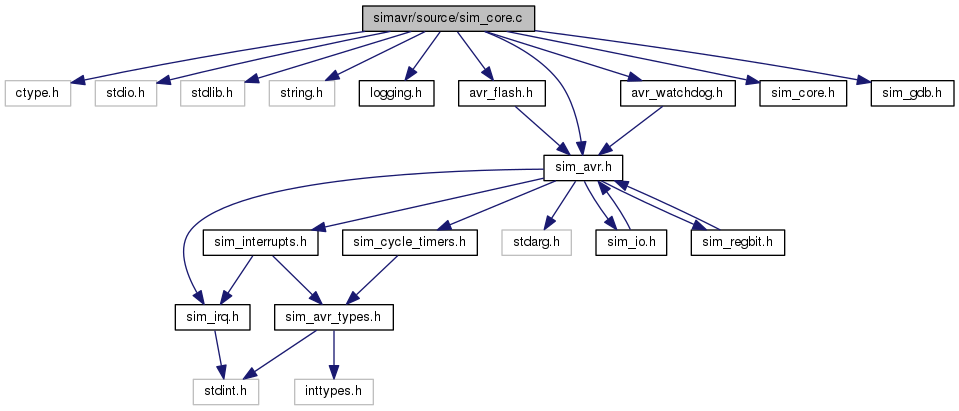 simavr/source/sim_core.c
ctype.h
stdio.h
stdlib.h
string.h
logging.h
avr_flash.h
avr_watchdog.h
sim_core.h
sim_gdb.h
sim_avr.h
sim_interrupts.h
sim_cycle_timers.h
stdarg.h
sim_io.h
sim_regbit.h
sim_irq.h
sim_avr_types.h
stdint.h
inttypes.h